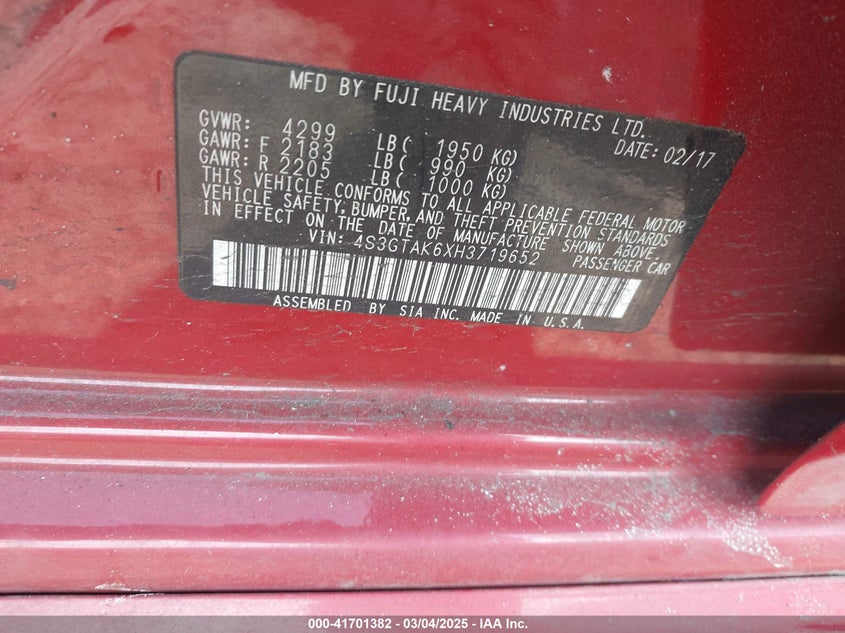 MFD BY FUJI HEAVY INDUSTRIES LTD.
GVWR: 4299 LB( 1950 KG) DATE: 02/17
GAWR: F 2183 LB( 990 KG)
GAWR: R 2205 LB( 1000 KG)
THIS VEHICLE CONFORMS TO ALL APPLICABLE FEDERAL MOTOR
VEHICLE SAFETY, BUMPER, AND THEFT PREVENTION STANDARDS
IN EFFECT ON THE DATE OF MANUFACTURE SHOWN ABOVE.
VIN: 4S3GTAK6XH3719652 PASSENGER CAR
ASSEMBLED BY SIA INC. MADE IN U.S.A.
000-41701382 - 03/04/2025 - IAA Inc.